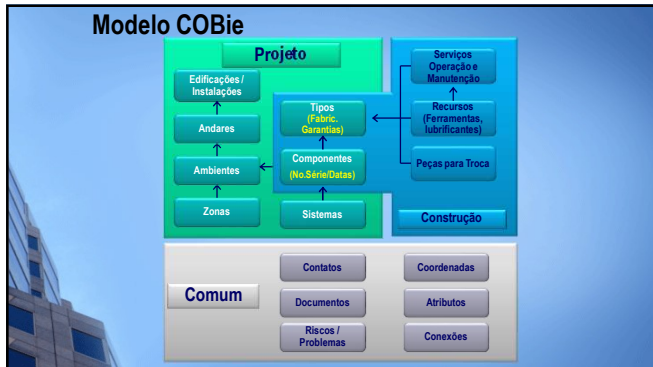 Modelo COBie
Projeto
Edificações /
Instalações
Andares
Ambientes
Zonas
Tipos
(Fabric.
Garantias)
Componentes
(No.Série/Datas)
Sistemas
Serviços
Operação e
Manutenção
Recursos
(Ferramentas,
lubrificantes)
Peças para Troca
Construção
Comum
Contatos
Documentos
Riscos /
Problemas
Coordenadas
Atributos
Conexões